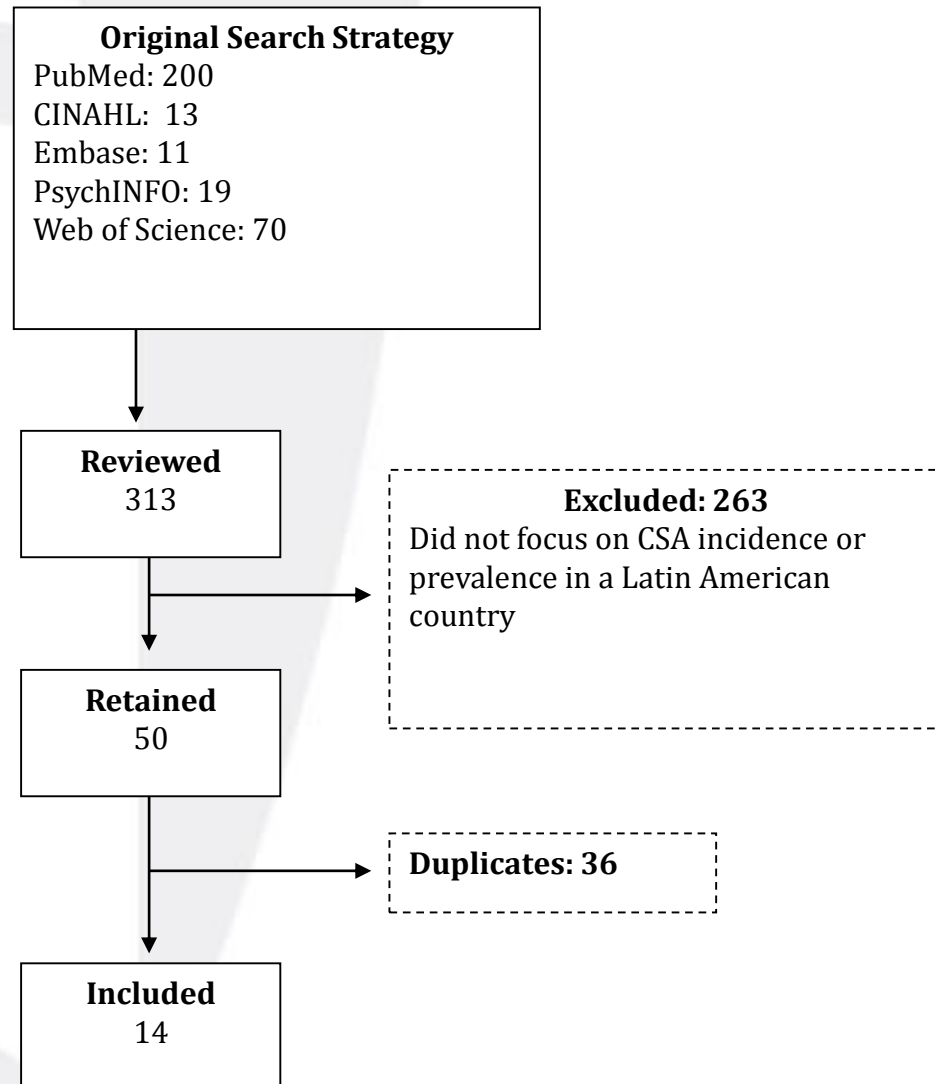 Original Search Strategy
PubMed: 200
CINAHL:  13
Embase: 11
PsychINFO: 19
Web of Science: 70
Reviewed
313
Excluded: 263
Did not focus on CSA incidence or
prevalence in a Latin American
country
Retained
50
Duplicates: 36
Included
14